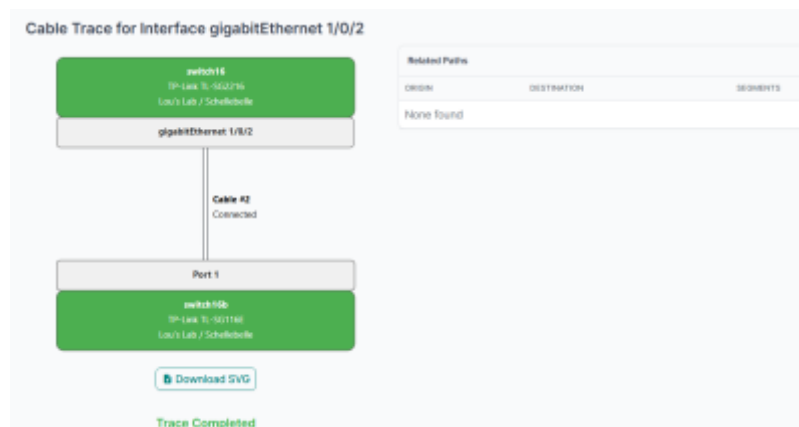 Cable Trace for Interface gigabitEthernet 1/0/2
switch16
TP-Link TL-SG2216
Lou's Lab / Schellebelle
gigabitEthernet 1/0/2
Cable #2
Connected
Port 1
switch16b
TP-Link TL-SG116E
Lou's Lab / Schellebelle
Download SVG
Trace Completed
Related Paths
ORIGIN DESTINATION SEGMENTS
None found